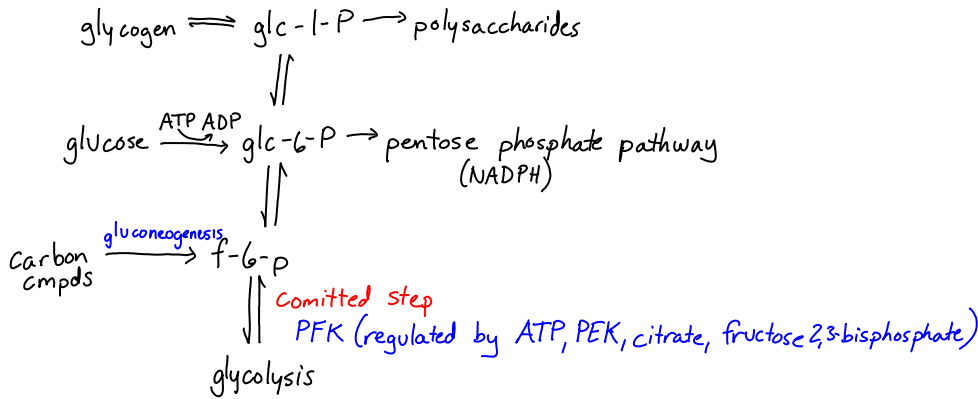 glycogen glc-1-P polysaccharides
ATP ADP
glucose glc-6-P pentose phosphate pathway
(NADPH)
gluconeogenesis
carbon cmpds f-6-p
comitted step
PFK (regulated by ATP, PEK, citrate, fructose 2,3-bisphosphate)
glycolysis